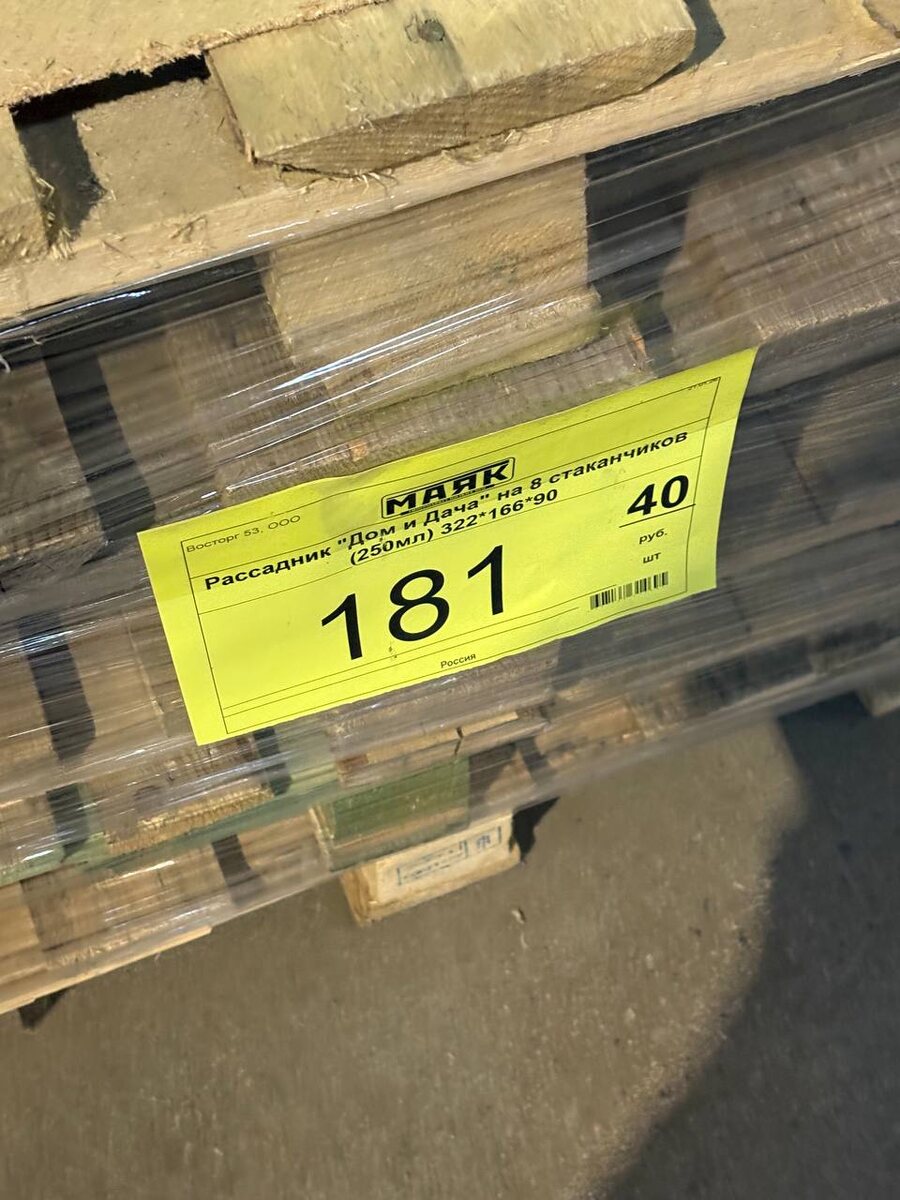 МАЯК
Восторг 53, ООО
Рассадник "Дом и Дача" на 8 стаканчиков
(250мл) 322*166*90
181
40
руб.
шт
Россия